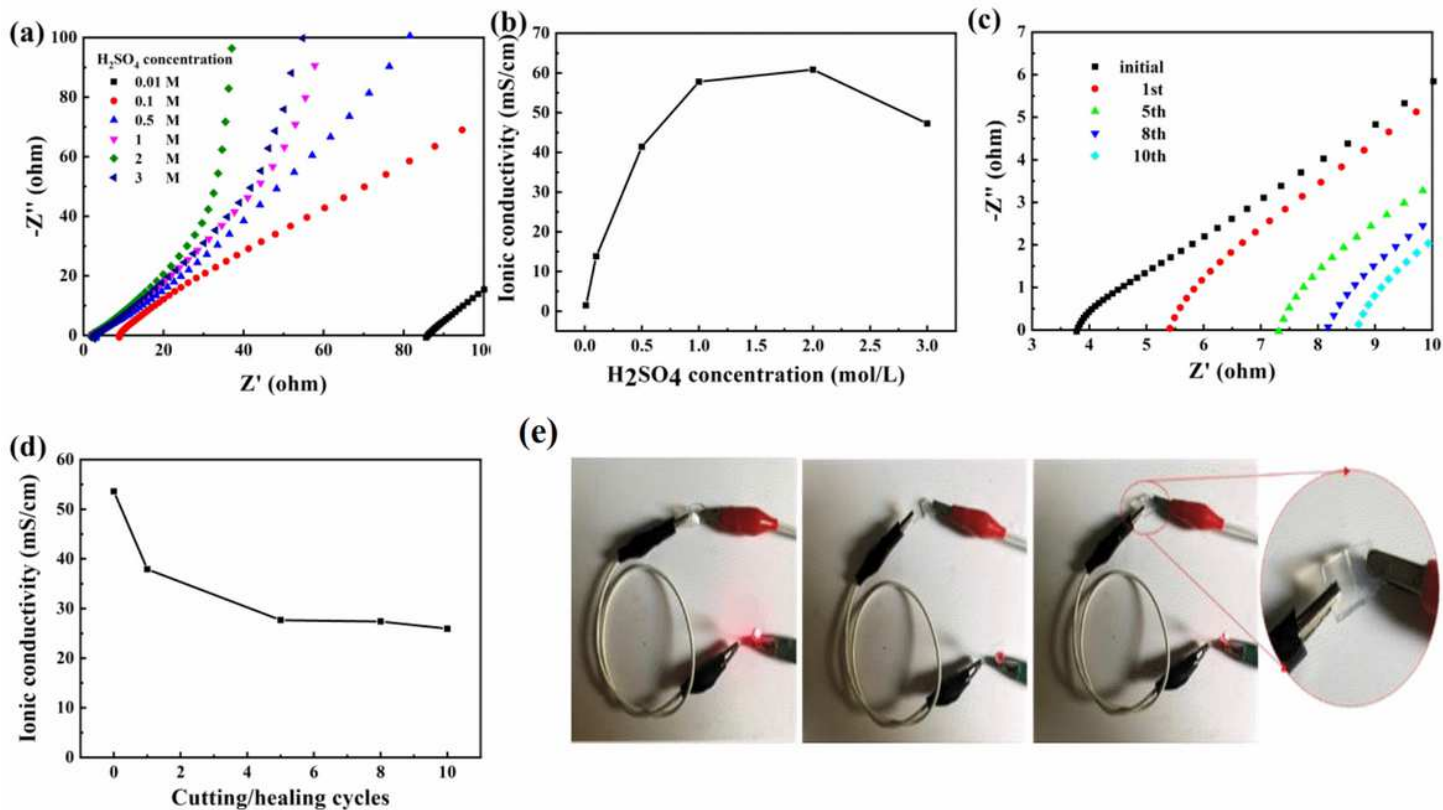 (a)
H2SO4 concentration
0.01 M
0.1 M
0.5 M
1 M
2 M
3 M
100
80
60
40
20
0
-Z'' (ohm)
0 20 40 60 80 100
Z' (ohm)
(b)
70
60
50
40
30
20
10
0
Ionic conductivity (mS/cm)
0.0 0.5 1.0 1.5 2.0 2.5 3.0
H2SO4 concentration (mol/L)
(c)
initial
1st
5th
8th
10th
7
6
5
4
3
2
1
0
-Z'' (ohm)
3 4 5 6 7 8 9 10
Z' (ohm)
(d)
60
50
40
30
20
10
0
Ionic conductivity (mS/cm)
0 2 4 6 8 10
Cutting/healing cycles
(e)